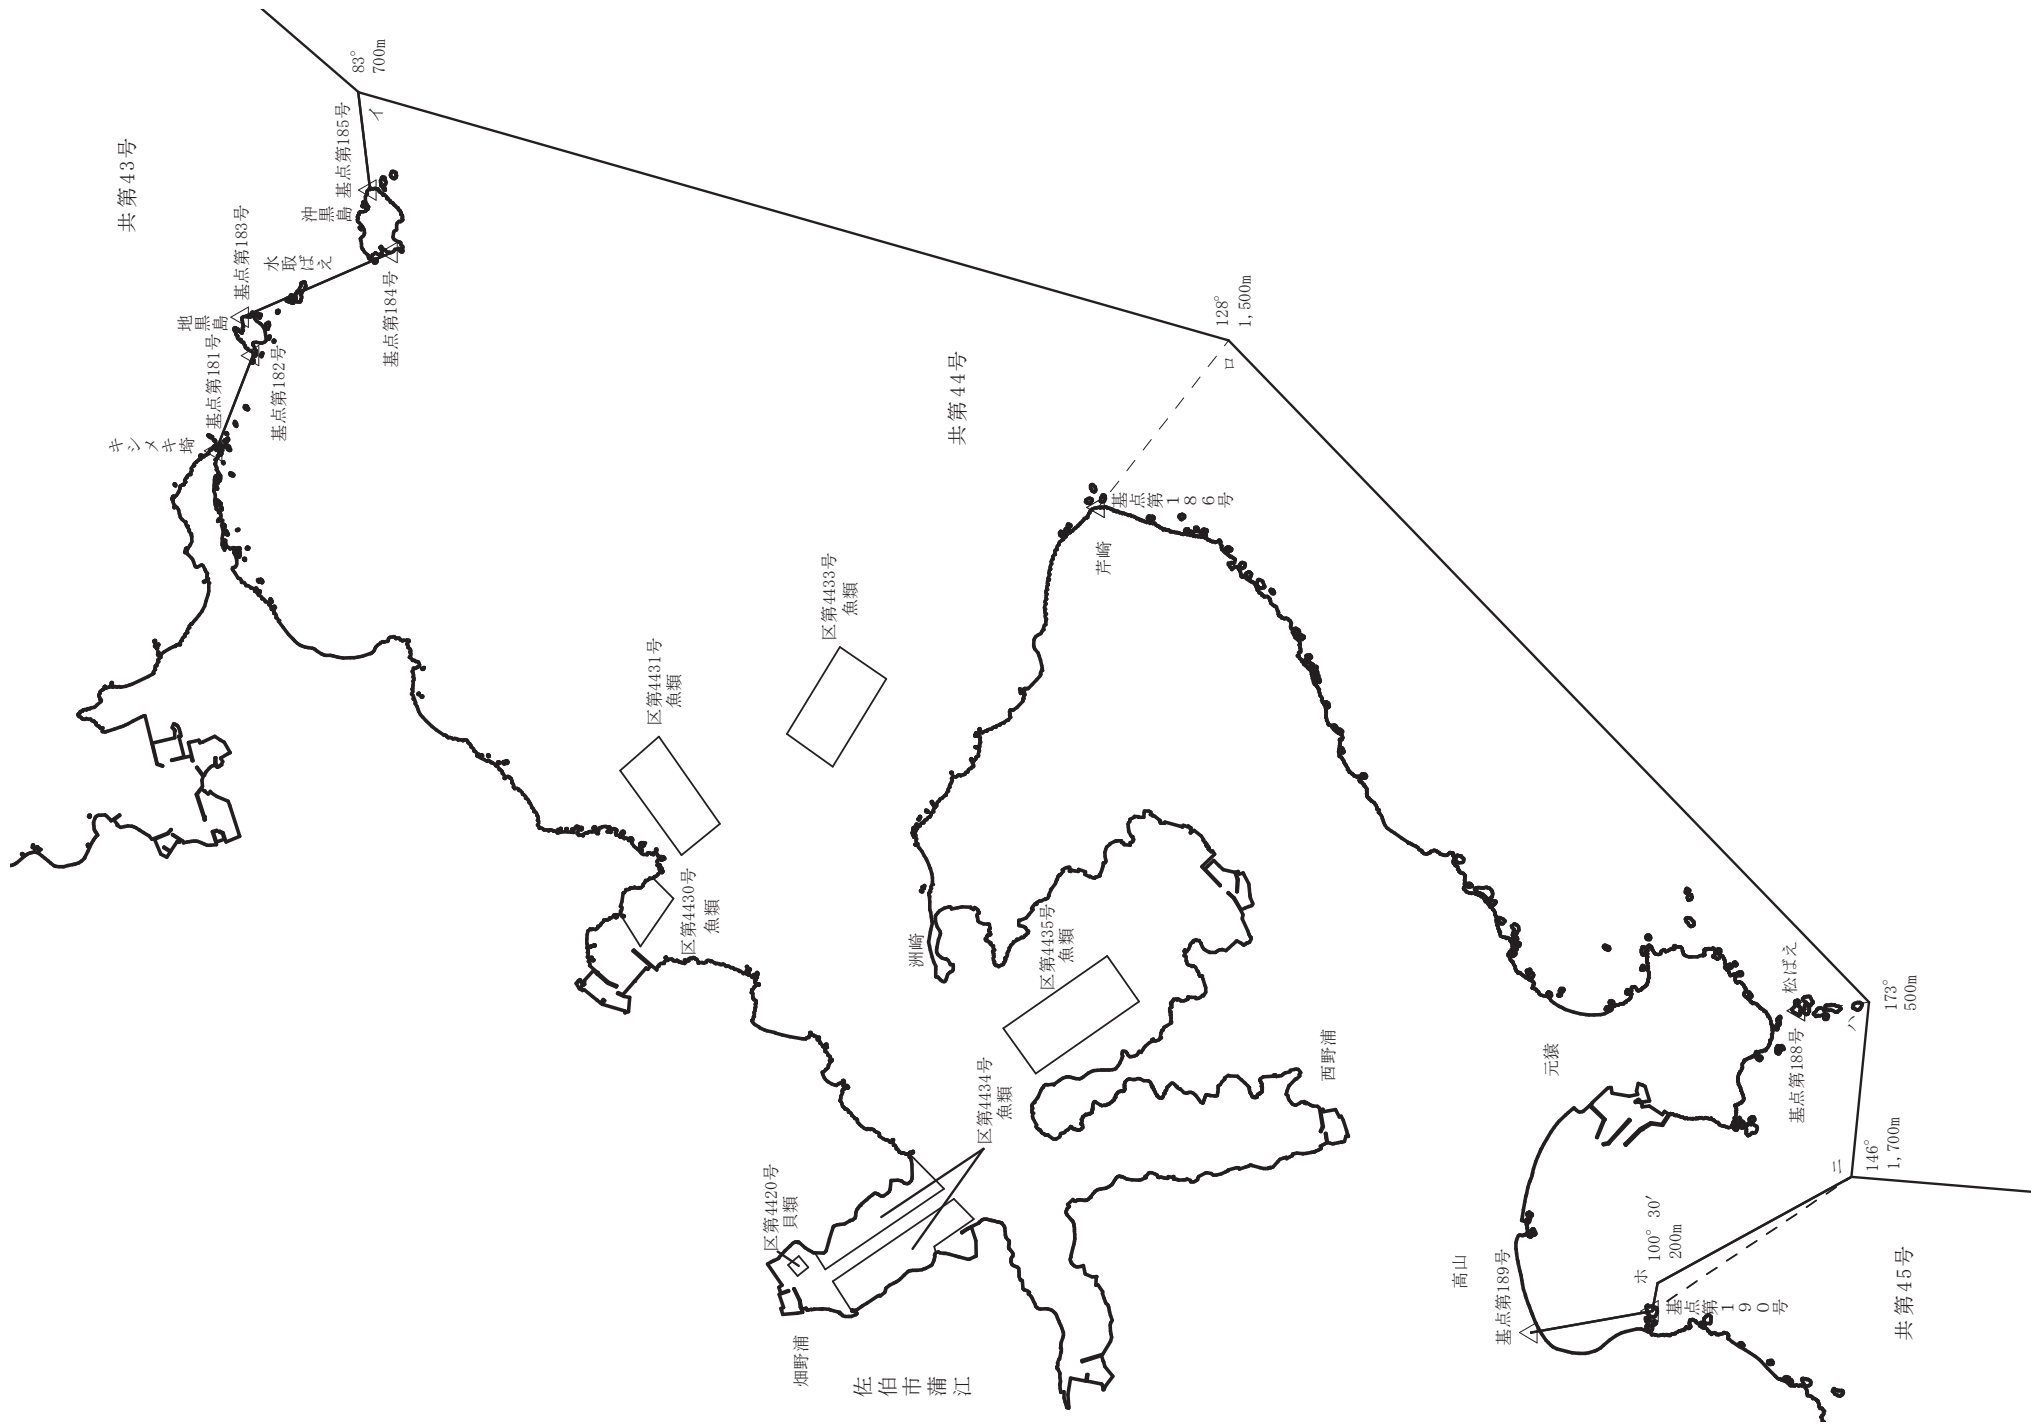 83°
700m
イ
基点第185号
共第43号
沖黒島
基点第183号
水取ばえ
基点第184号
地黒島
基点第181号
基点第182号
キシメキ埼
128°
1,500m
ロ
共第44号
基点第186号
芹崎
区第4433号
魚類
区第4431号
魚類
区第4430号
魚類
洲崎
区第4435号
魚類
松ばえ
173°
500m
ハ
基点第188号
元猿
西野浦
区第4434号
魚類
146°
1,700m
ニ
区第4420号
貝類
100° 30′
200m
ホ
高山
基点第189号
基点第190号
共第45号
畑野浦
佐伯市蒲江